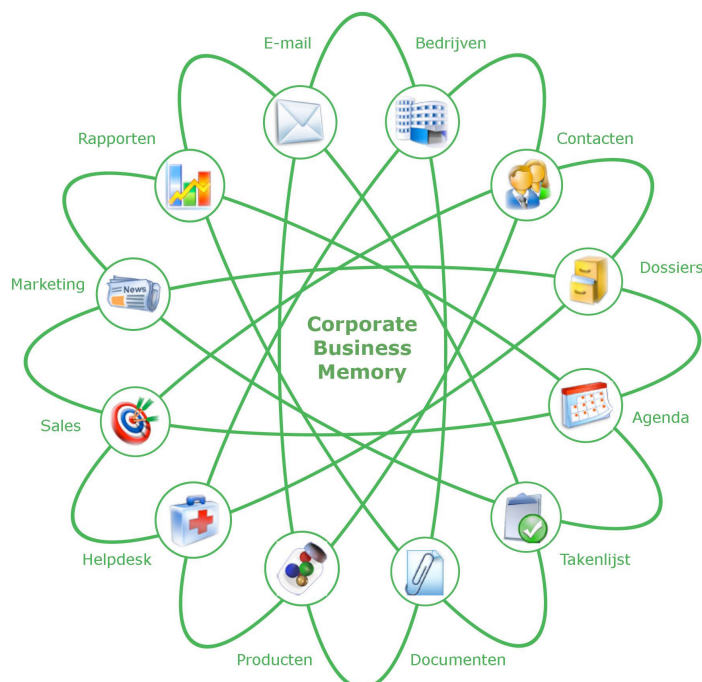 E-mail
Bedrijven
Rapporten
Contacten
Marketing
News
Dossiers
Corporate
Business
Memory
Sales
Agenda
Helpdesk
Takenlijst
Producten
Documenten